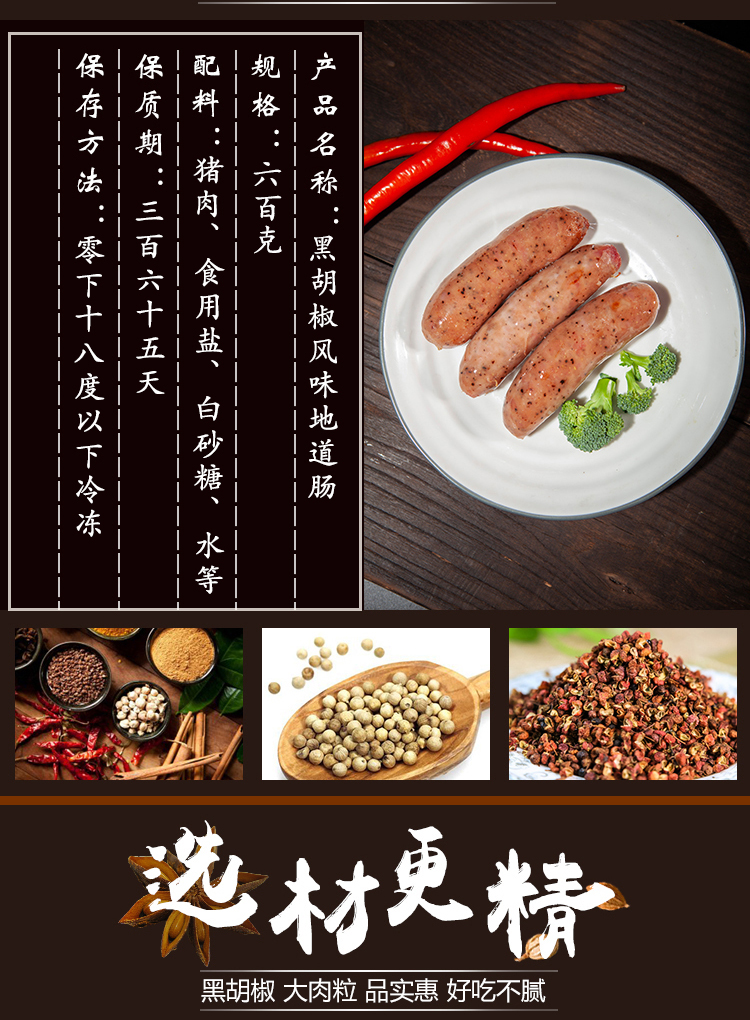 产品名称：黑胡椒风味地道肠
规格：六百克
配料：猪肉、食用盐、白砂糖、水等
保质期：三百六十五天
保存方法：零下十八度以下冷冻
选材更精
黑胡椒 大肉粒 品实惠 好吃不腻